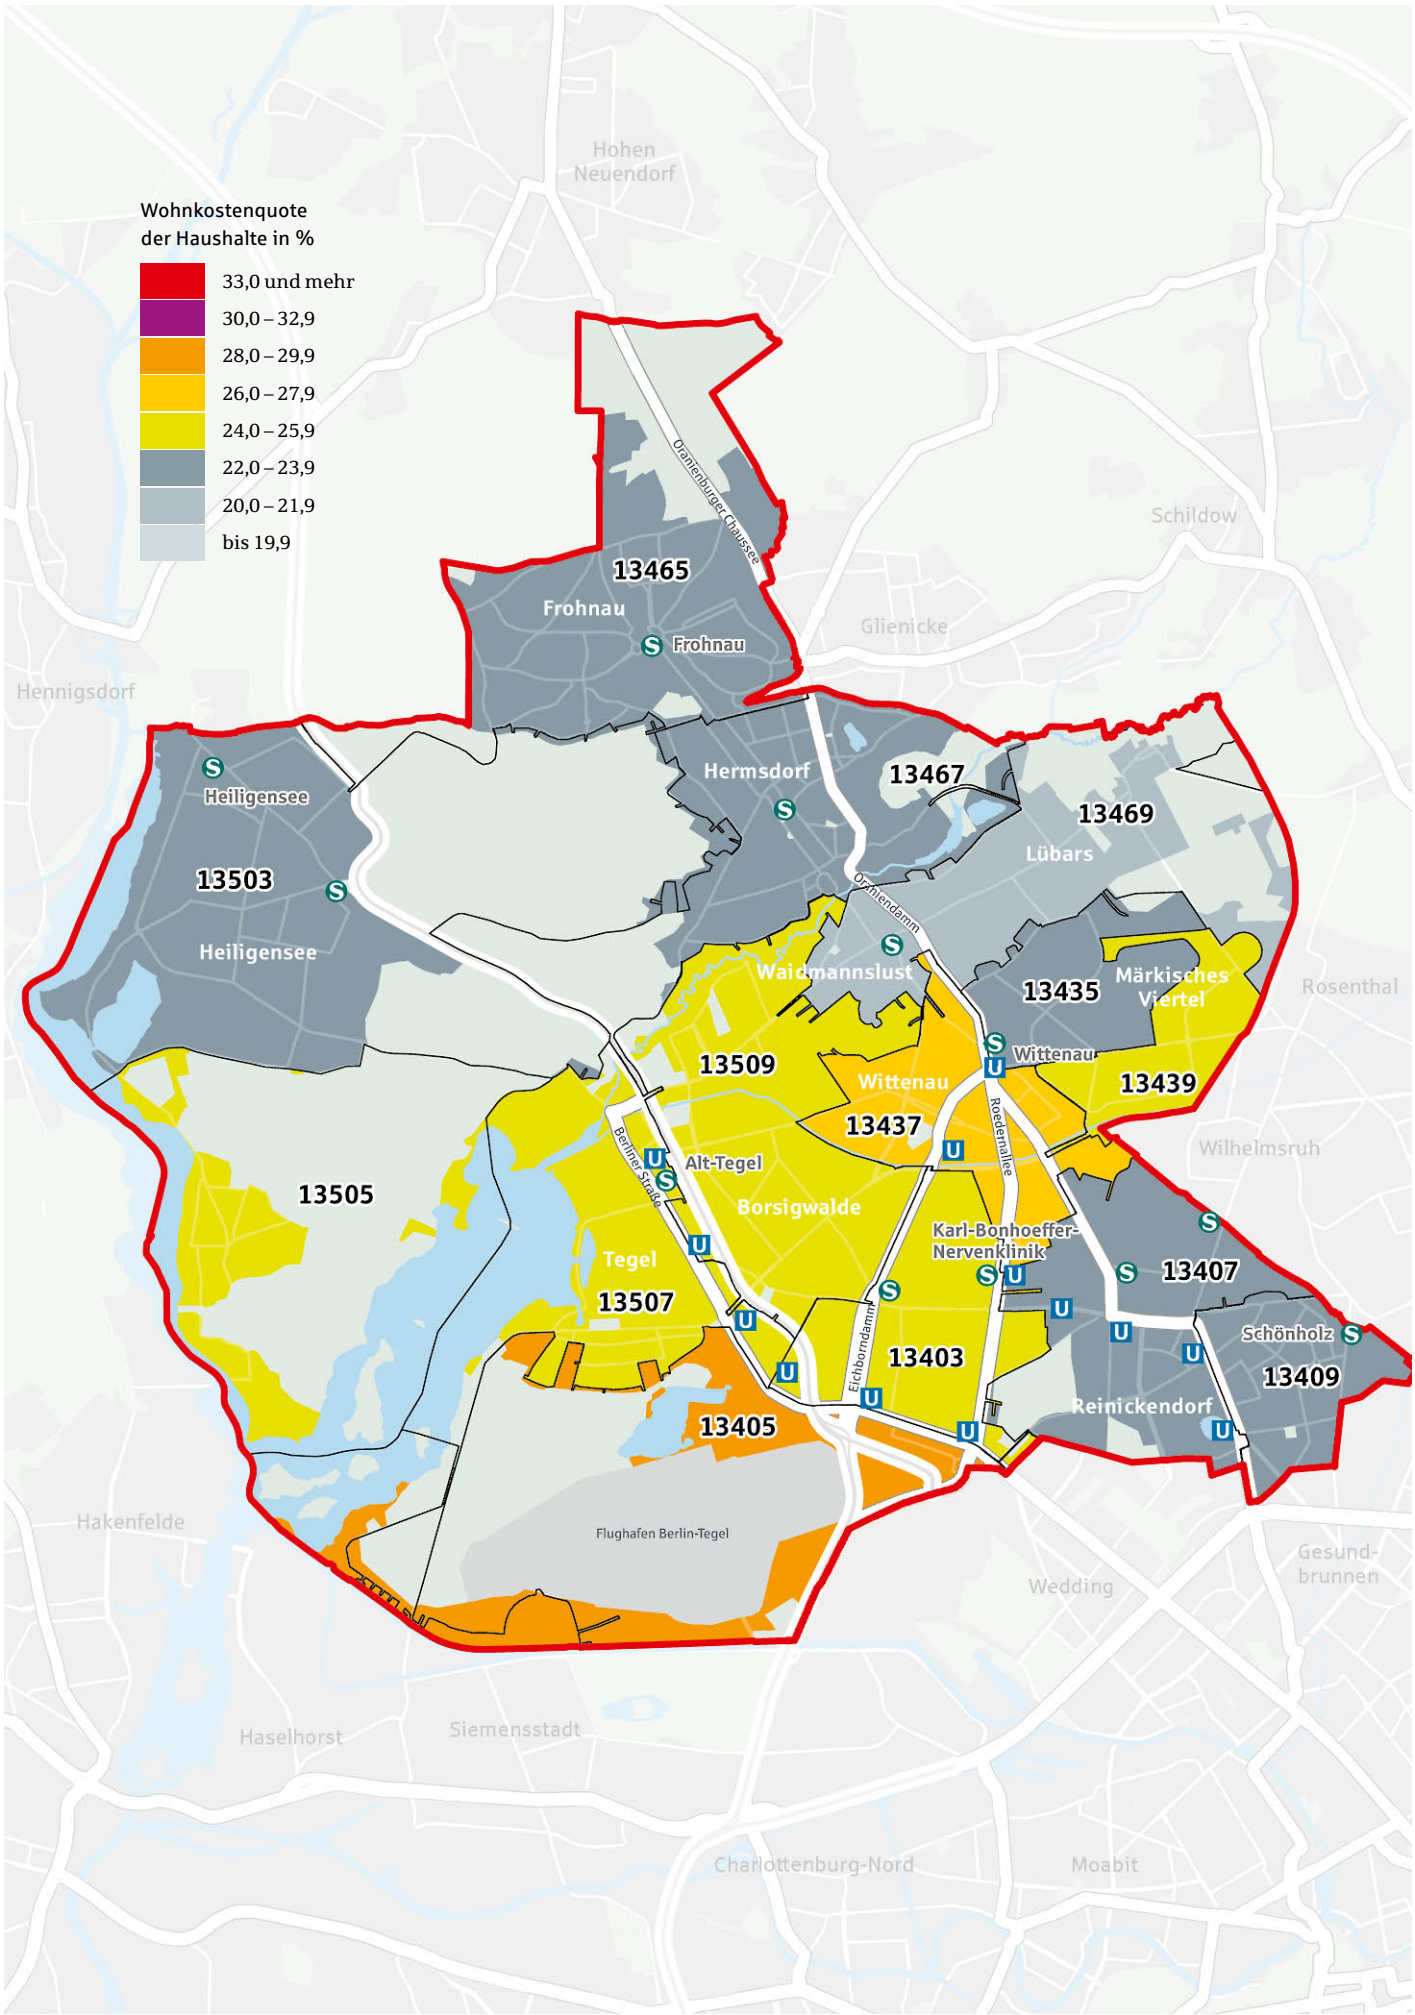 Hohen
Neuendorf
Wohnkostenquote
der Haushalte in %
33,0 und mehr
30,0 – 32,9
28,0 – 29,9
26,0 – 27,9
24,0 – 25,9
22,0 – 23,9
20,0 – 21,9
bis 19,9
Oranienburger Chaussee
Schildow
13465
Frohnau
S Frohnau
Glienicke
Hennigsdorf
S
Heiligensee
Hermsdorf
S
13467
13469
Lübars
13503
S
Heiligensee
Oraniendamm
S
Waidmannslust
13435
Märkisches
Viertel
Rosenthal
S
Wittenau
U
13509
Wittenau
13439
13437
Roedernallee
U
Wilhelmsruh
Berliner Straße
U
S
Alt-Tegel
13505
Borsigwalde
Karl-Bonhoeffer-
Nervenklinik
S
U
S
Tegel
U
13507
S
S
13407
U
U
U
U
U
Schönholz S
13409
Eichborndamm
13403
U
U
Reinickendorf
U
U
13405
Flughafen Berlin-Tegel
Hakenfelde
Gesund-
brunnen
Wedding
Haselhorst
Siemensstadt
Charlottenburg-Nord
Moabit